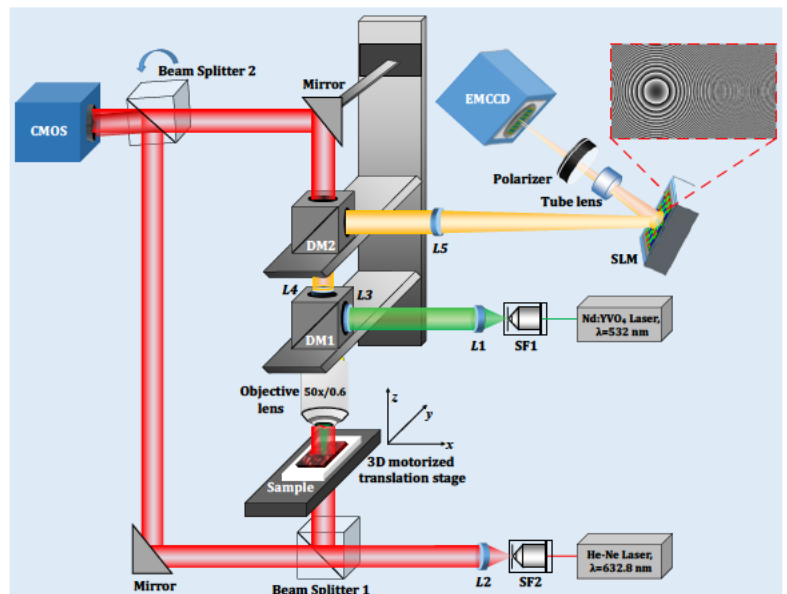 Beam Splitter 2
Mirror
CMOS
EMCCD
Polarizer
Tube lens
DM2
L5
SLM
L4
L3
DM1
L1
SF1
Nd:YVO₄ Laser,
λ=532 nm
Objective
lens
50x/0.6
z
y
x
3D motorized
translation stage
Sample
Mirror
Beam Splitter 1
L2
SF2
He-Ne Laser,
λ=632.8 nm